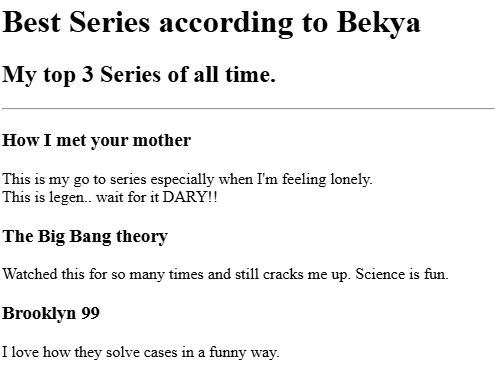 Best Series according to Bekya
My top 3 Series of all time.
How I met your mother
This is my go to series especially when I'm feeling lonely.
This is legen.. wait for it DARY!!
The Big Bang theory
Watched this for so many times and still cracks me up. Science is fun.
Brooklyn 99
I love how they solve cases in a funny way.